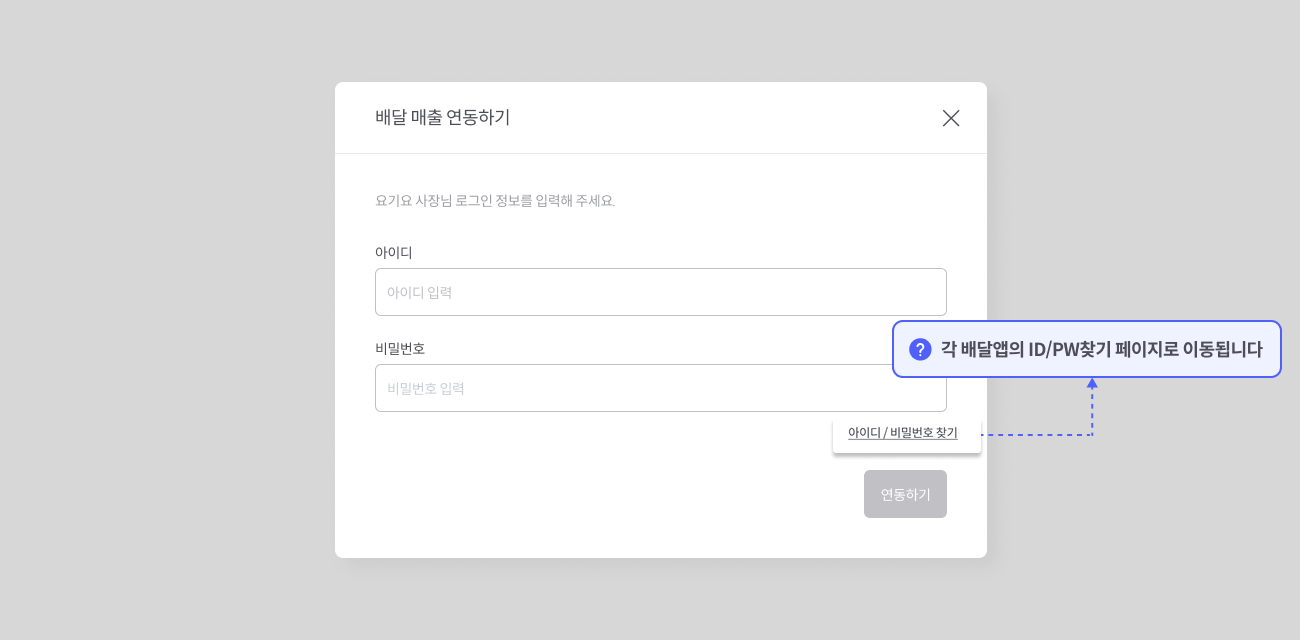 배달 매출 연동하기
요기요 사장님 로그인 정보를 입력해 주세요.
아이디
아이디 입력
비밀번호
? 각 배달앱의 ID/PW찾기 페이지로 이동됩니다
비밀번호 입력
아이디 / 비밀번호 찾기
연동하기